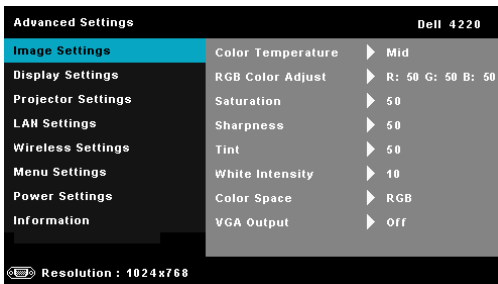 Advanced Settings Dell 4220
Image Settings Color Temperature Mid
Display Settings RGB Color Adjust R: 50 G: 50 B: 50
Projector Settings Saturation 50
LAN Settings Sharpness 50
Wireless Settings Tint 50
Menu Settings White Intensity 10
Power Settings Color Space RGB
Information VGA Output Off
Resolution : 1024x768